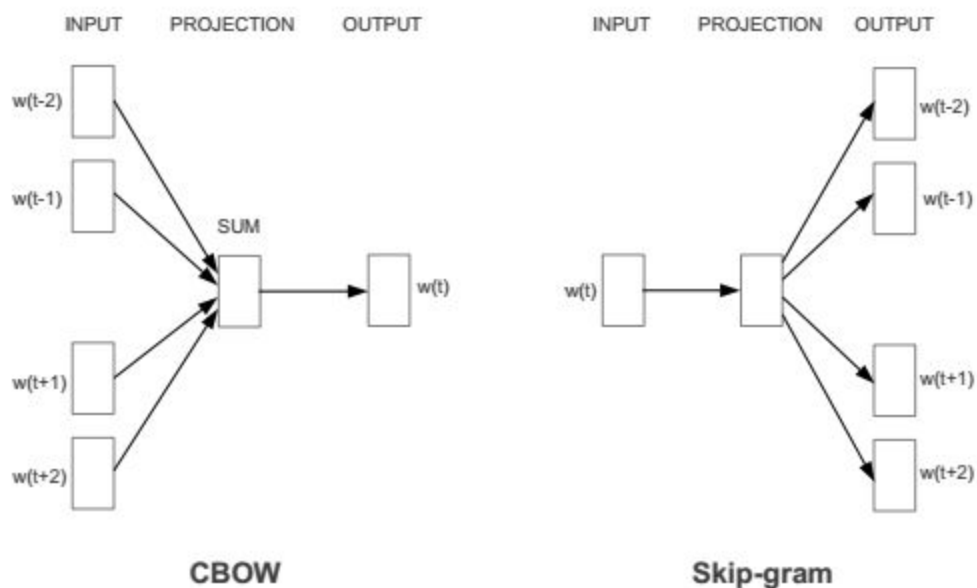 INPUT PROJECTION OUTPUT
w(t-2)
w(t-1)
SUM
w(t)
w(t+1)
w(t+2)
CBOW
INPUT PROJECTION OUTPUT
w(t-2)
w(t-1)
w(t)
w(t+1)
w(t+2)
Skip-gram